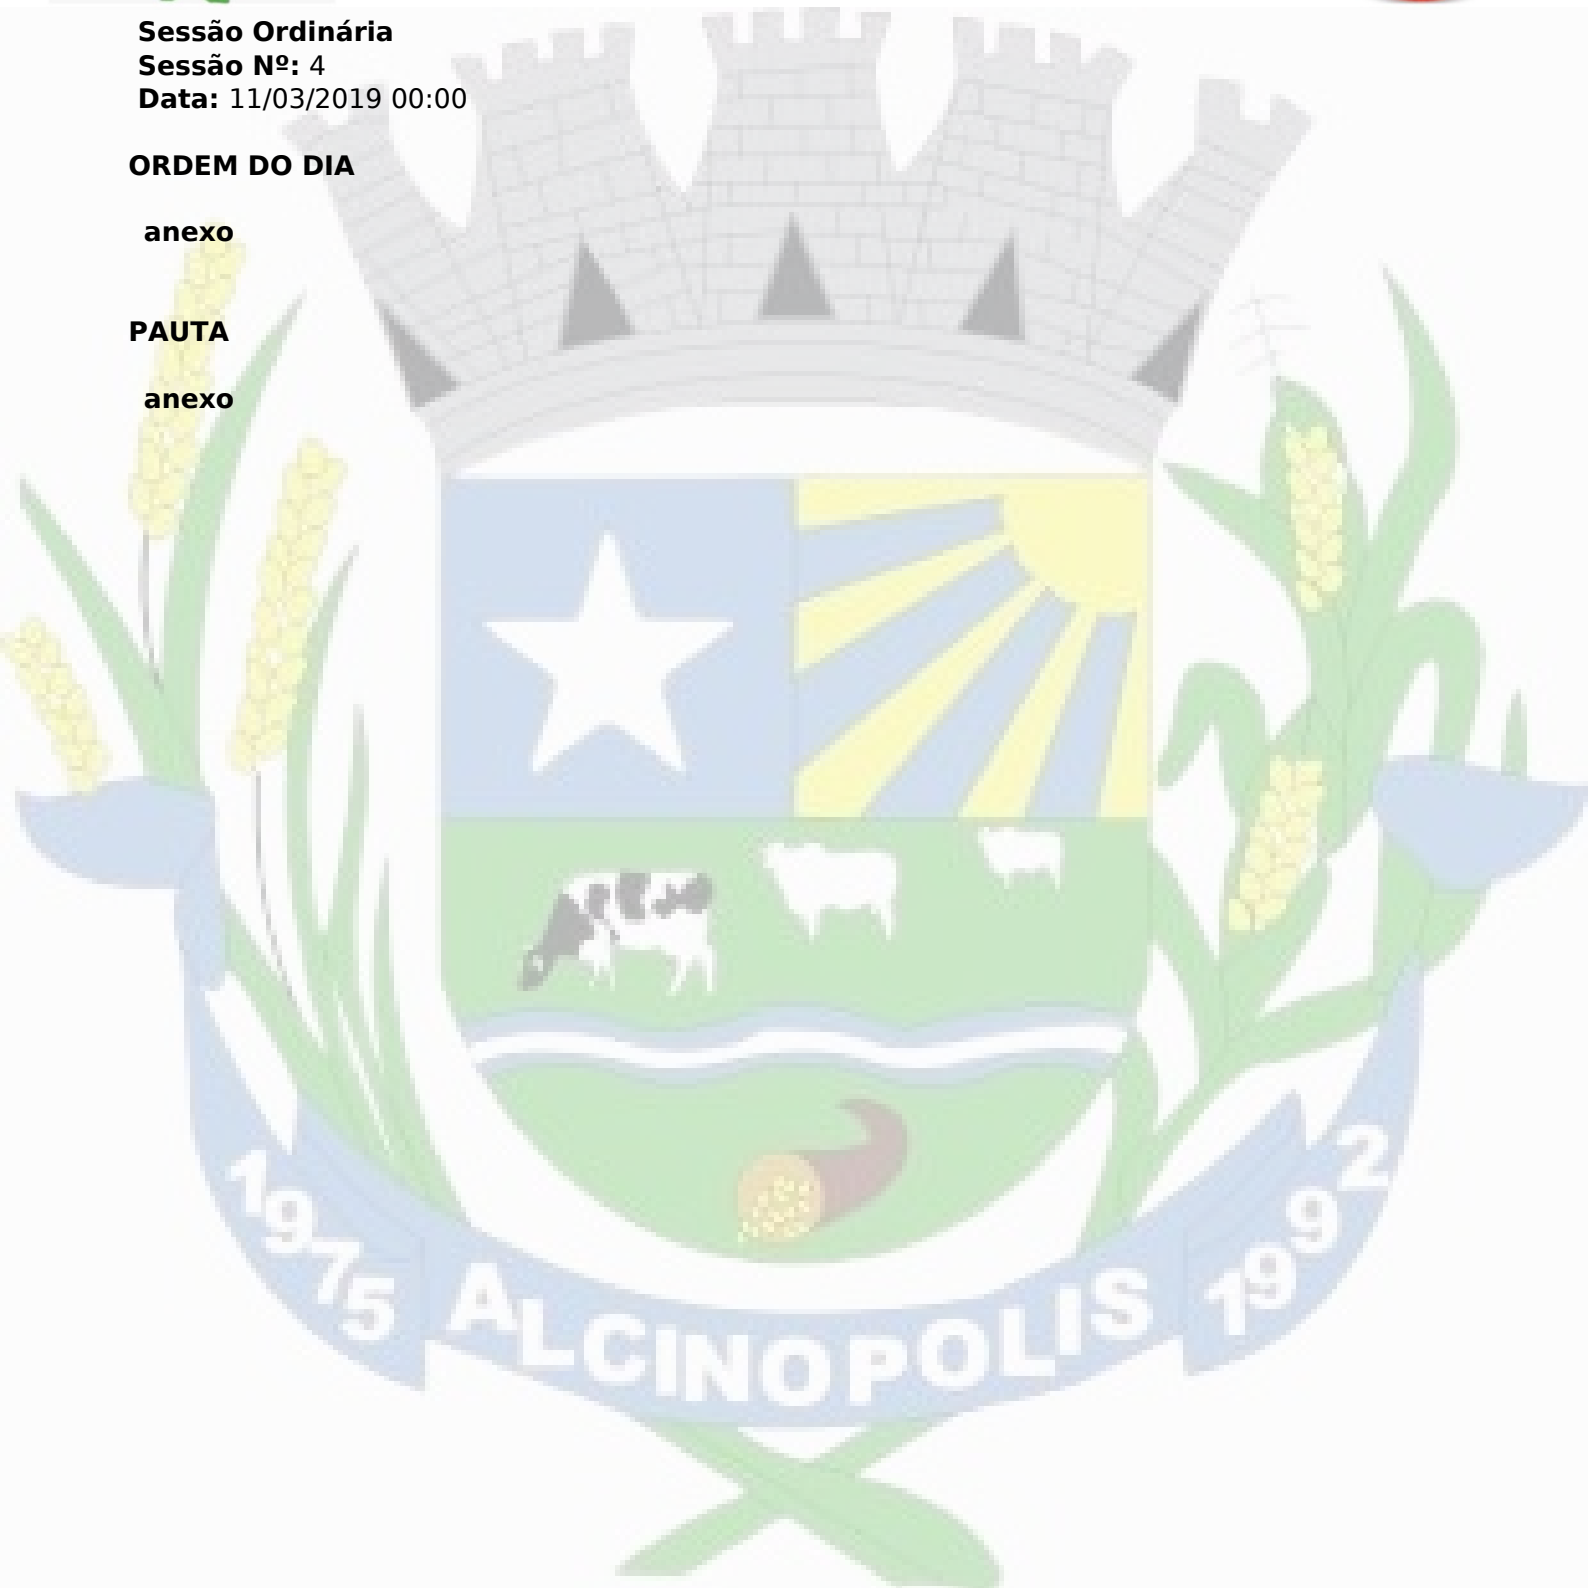 Sessão Ordinária
Sessão Nº: 4
Data: 11/03/2019 00:00
ORDEM DO DIA
anexo
PAUTA
anexo
1975 ALCINOPOLIS 1992